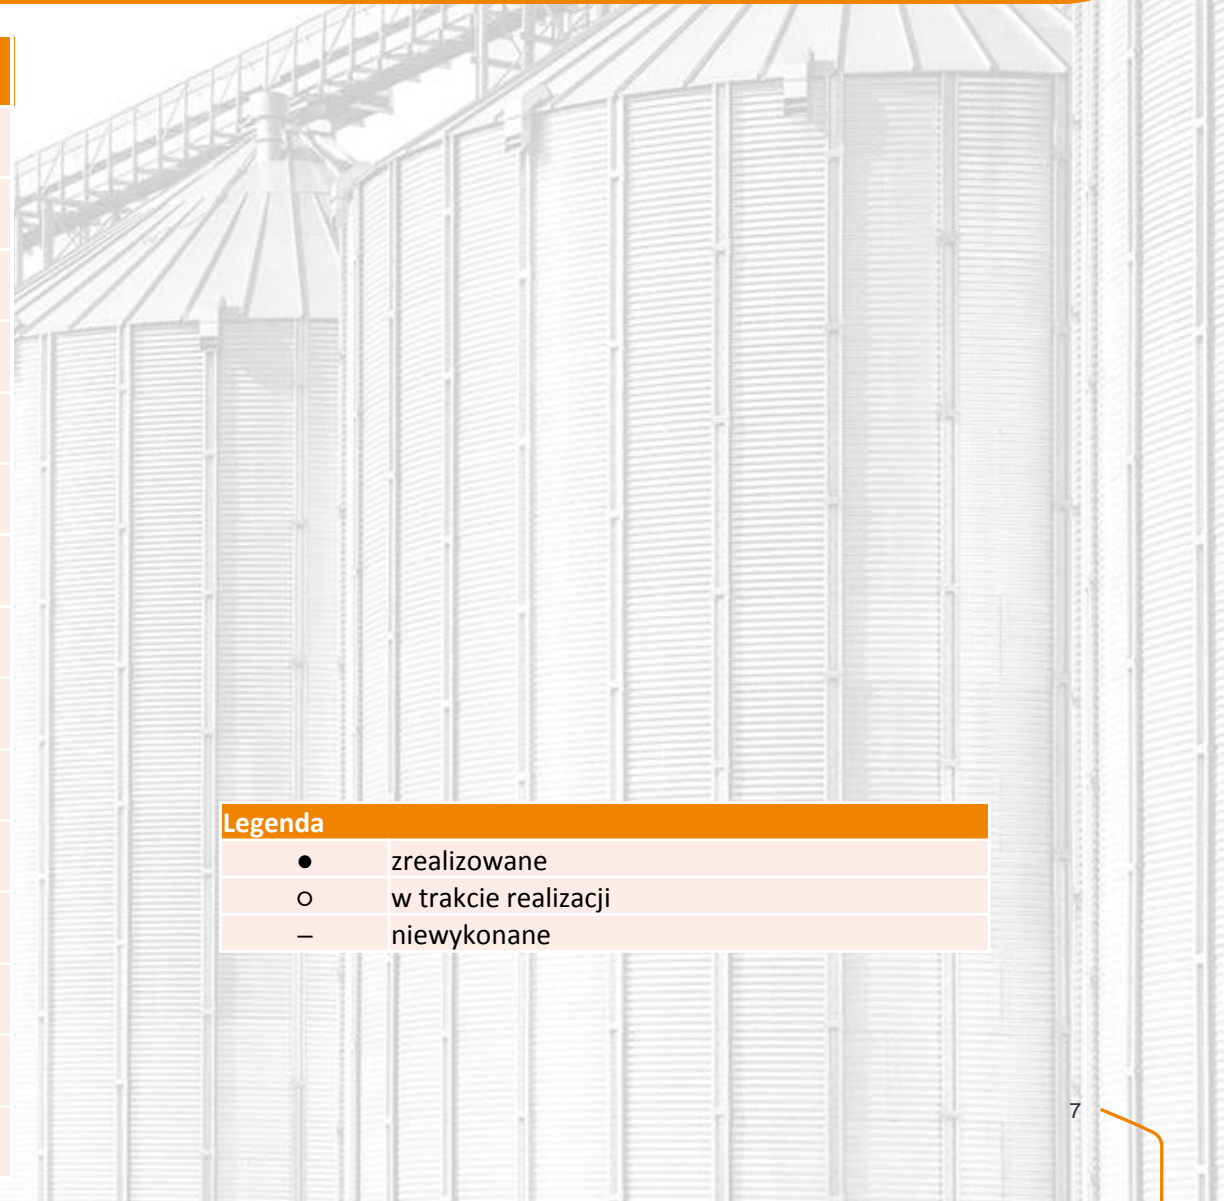 Legenda
● zrealizowane
○ w trakcie realizacji
– niewykonane
7